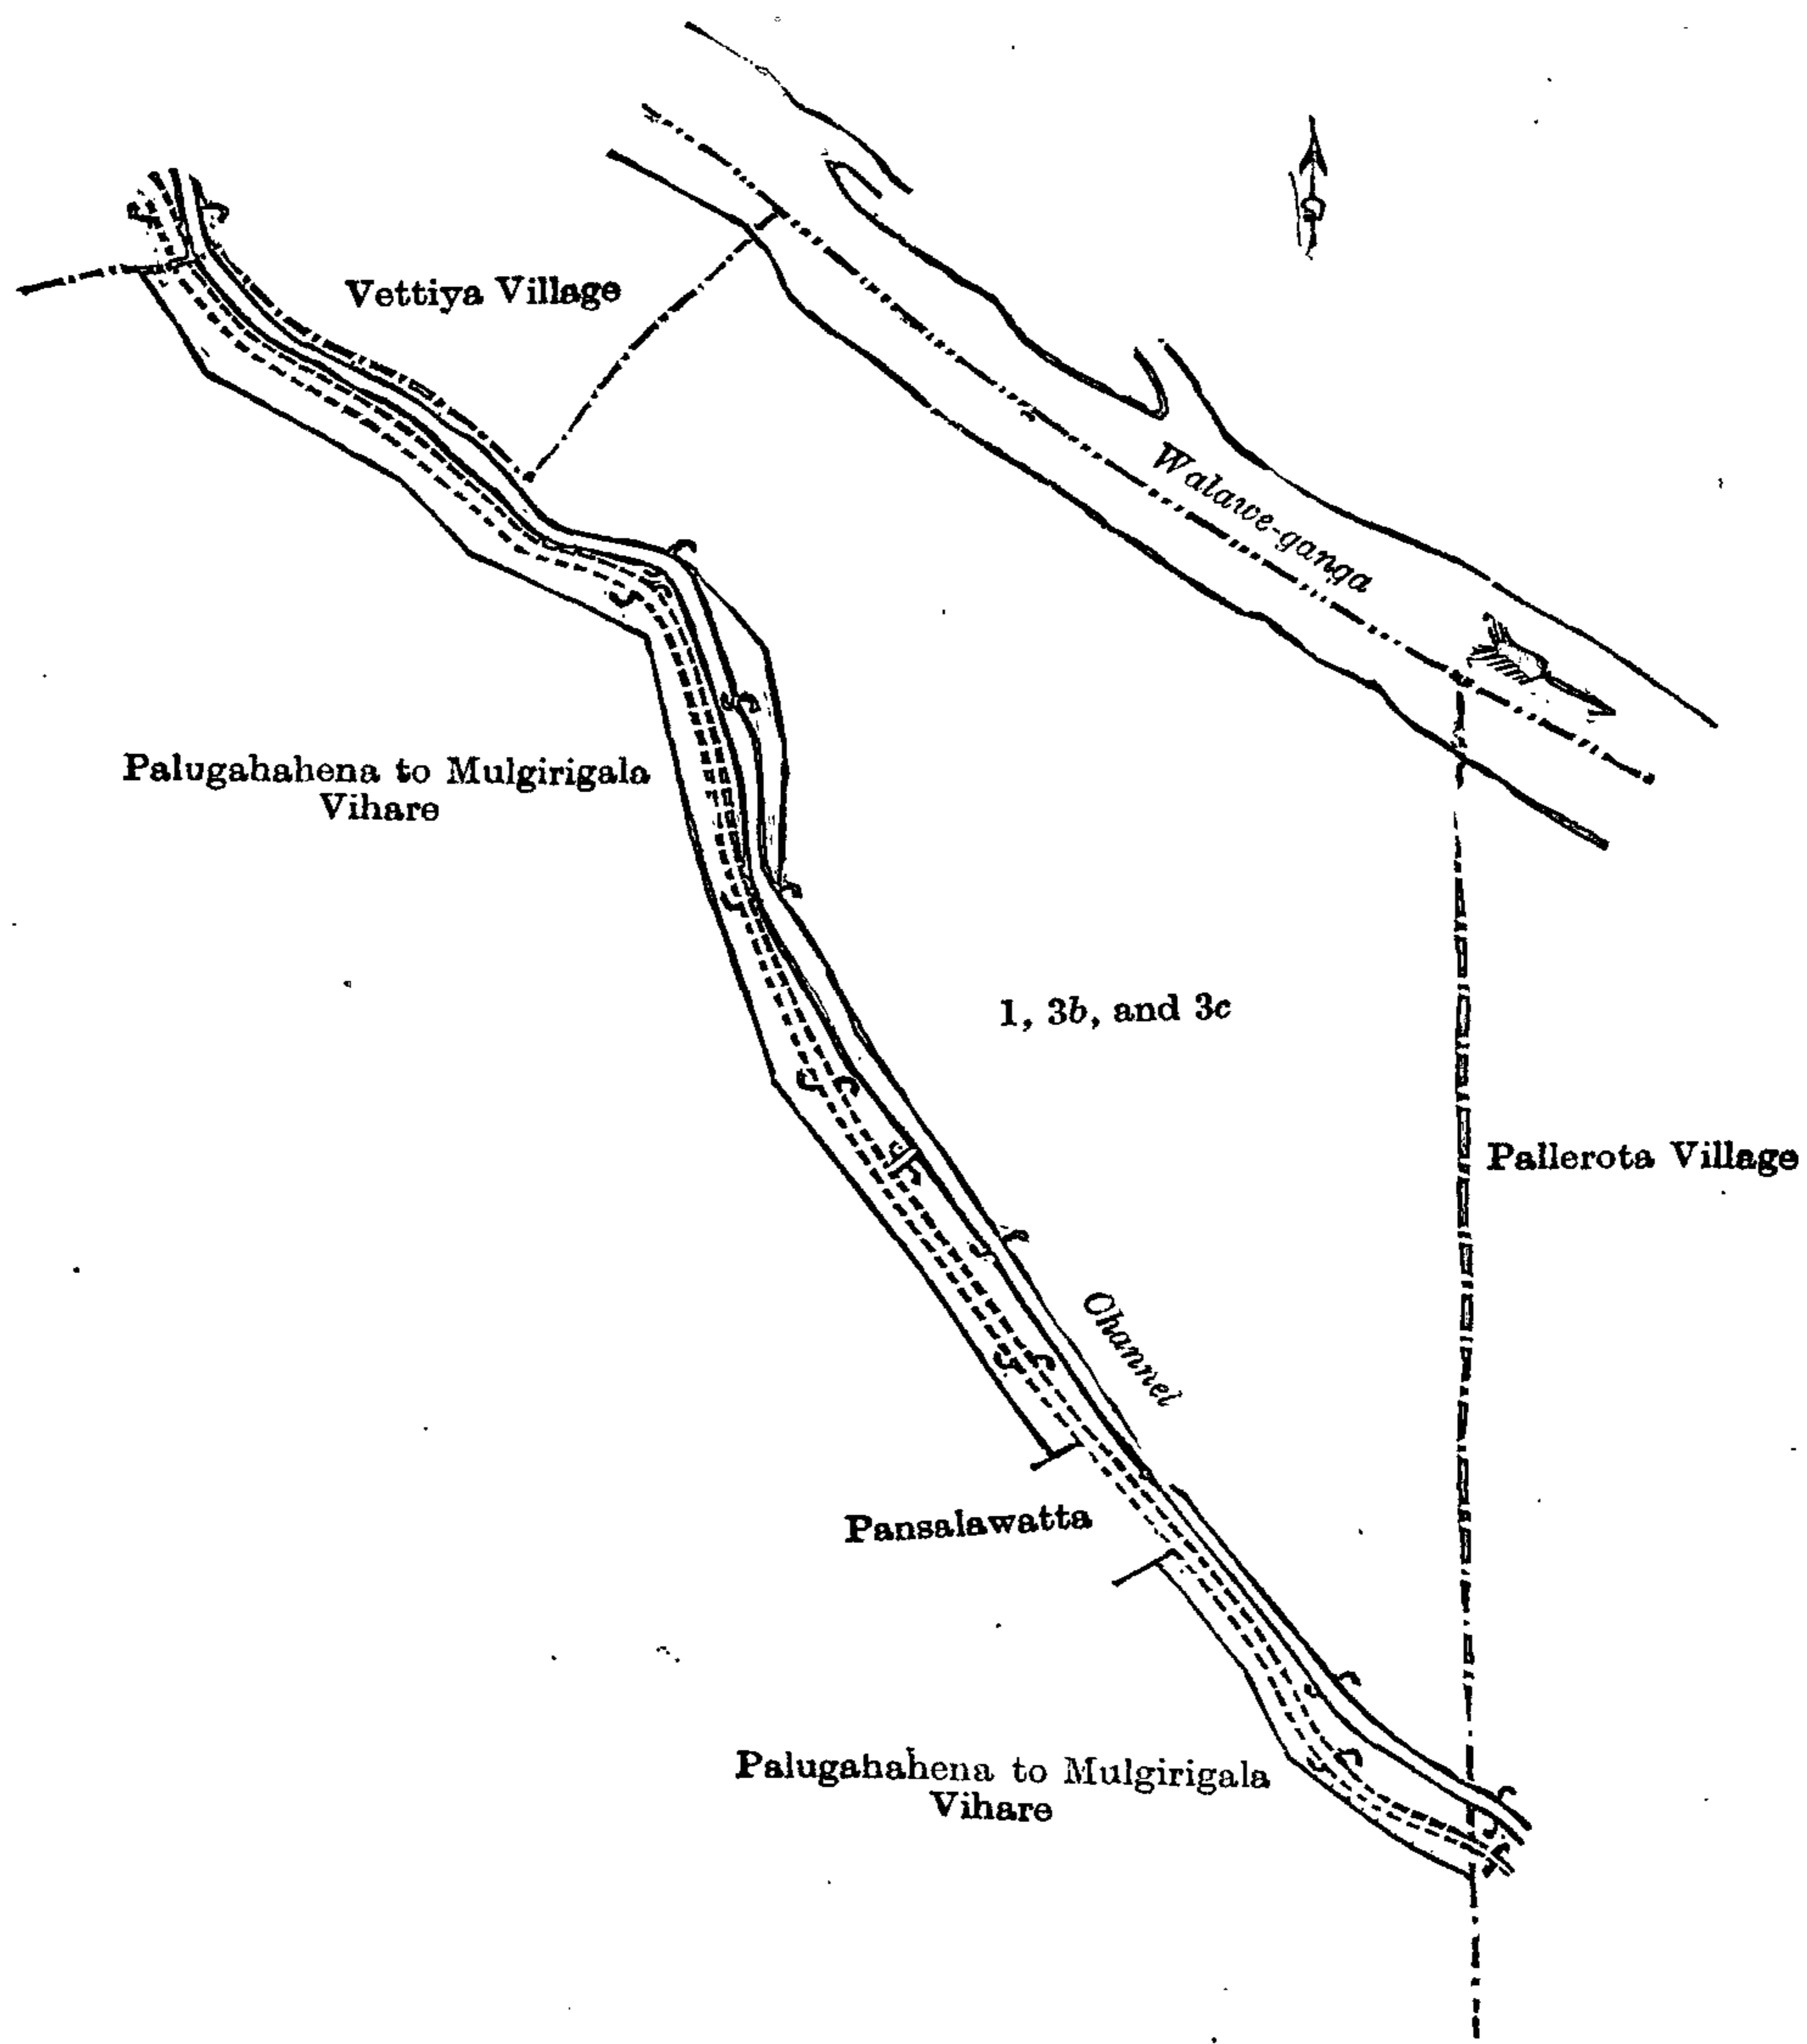 Vettiya Village
Walawe-ganga
Palugahahena to Mulgirigala
Vihare
1, 3b, and 3c
Pallerota Village
Channel
Pansalawatta
Palugahahena to Mulgirigala
Vihare